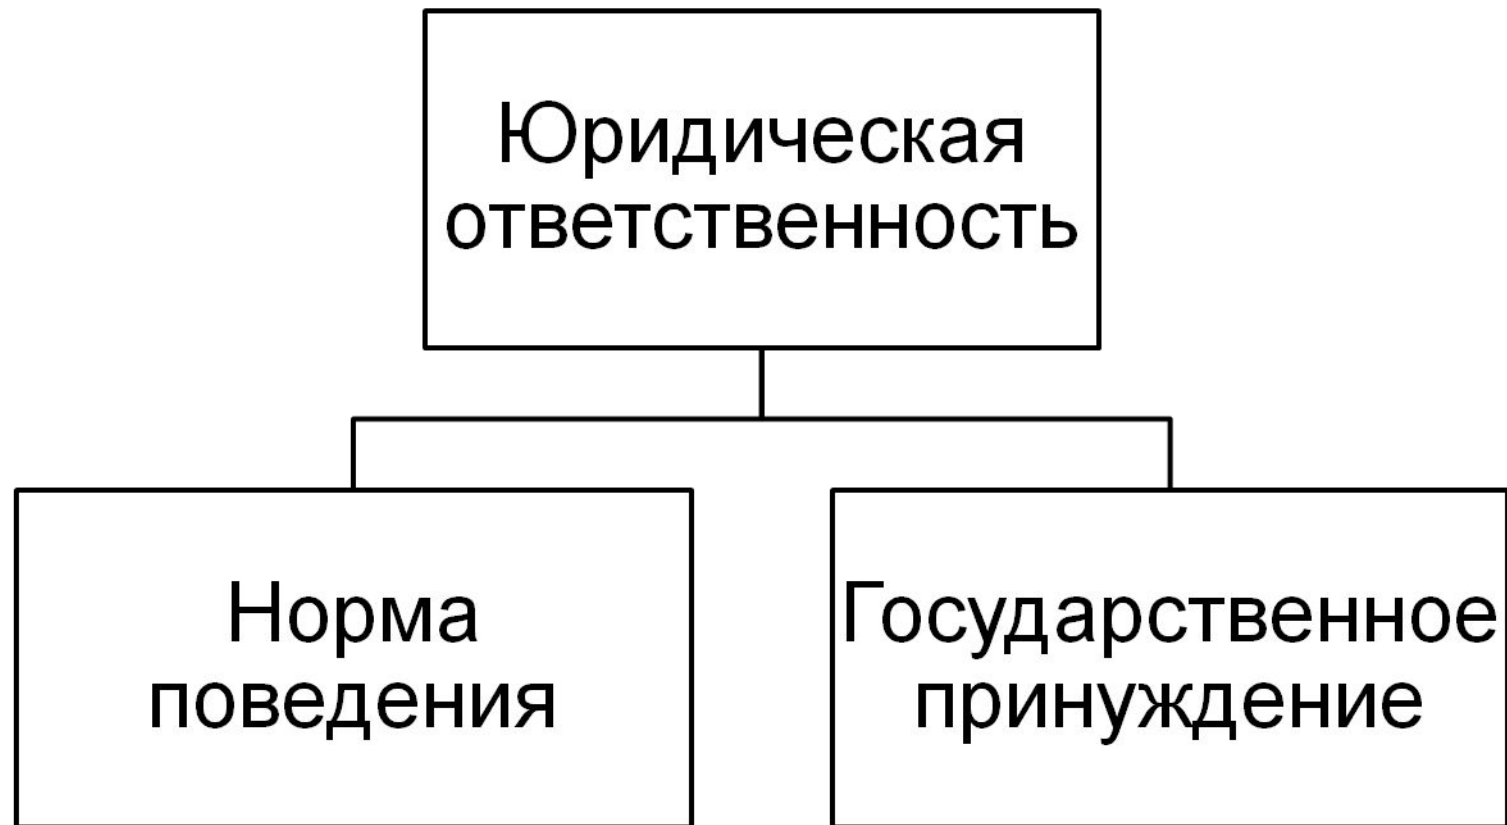 Юридическая
ответственность
Норма
поведения
Государственное
принуждение